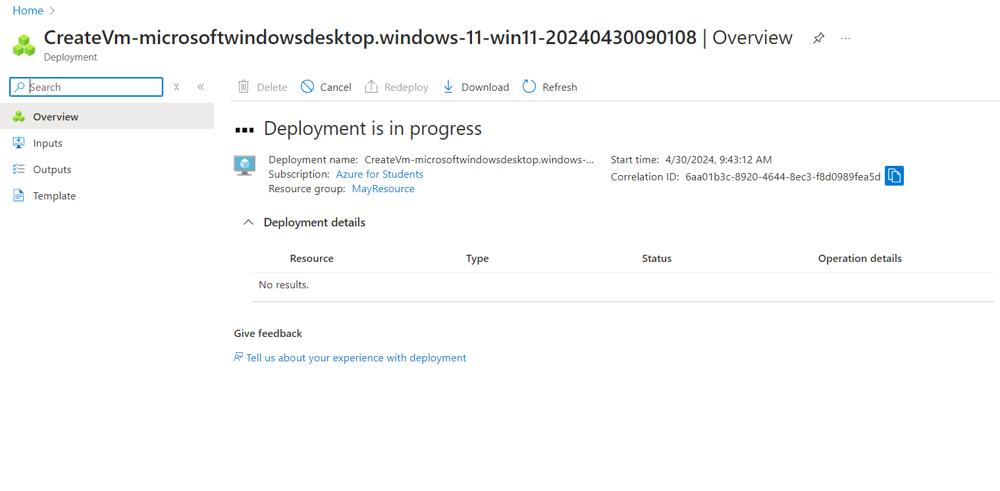 Home
CreateVm-microsoftwindowsdesktop.windows-11-win11-20240430090108 | Overview
Deployment
Search
Delete Cancel Redeploy Download Refresh
Overview
Inputs
Outputs
Template
Deployment is in progress
Deployment name: CreateVm-microsoftwindowsdesktop.windows-...
Subscription: Azure for Students
Resource group: MayResource
Start time: 4/30/2024, 9:43:12 AM
Correlation ID: 6aa01b3c-8920-4644-8ec3-f8d0989fea5d
Deployment details
Resource Type Status Operation details
No results.
Give feedback
Tell us about your experience with deployment